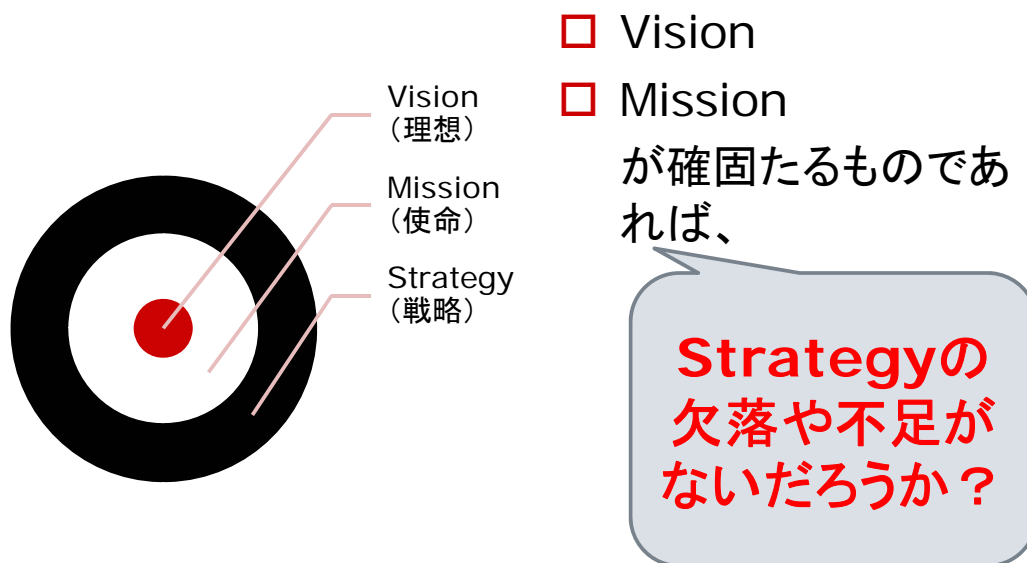 Vision
（理想）
Mission
（使命）
Strategy
（戦略）
Vision
Mission
が確固たるものであ
れば、
Strategyの
欠落や不足が
ないだろうか？